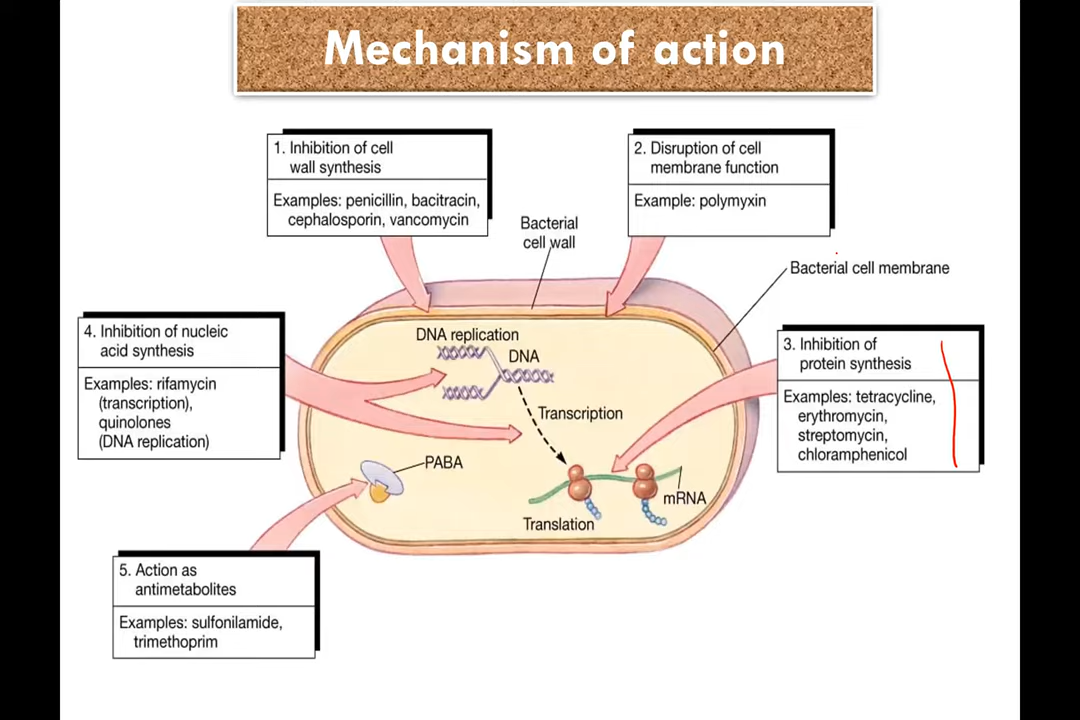 Mechanism of action
1. Inhibition of cell
wall synthesis
Examples: penicillin, bacitracin,
cephalosporin, vancomycin
2. Disruption of cell
membrane function
Example: polymyxin
Bacterial
cell wall
Bacterial cell membrane
4. Inhibition of nucleic
acid synthesis
Examples: rifamycin
(transcription),
quinolones
(DNA replication)
DNA replication
DNA
Transcription
3. Inhibition of
protein synthesis
Examples: tetracycline,
erythromycin,
streptomycin,
chloramphenicol
PABA
mRNA
Translation
5. Action as
antimetabolites
Examples: sulfonilamide,
trimethoprim